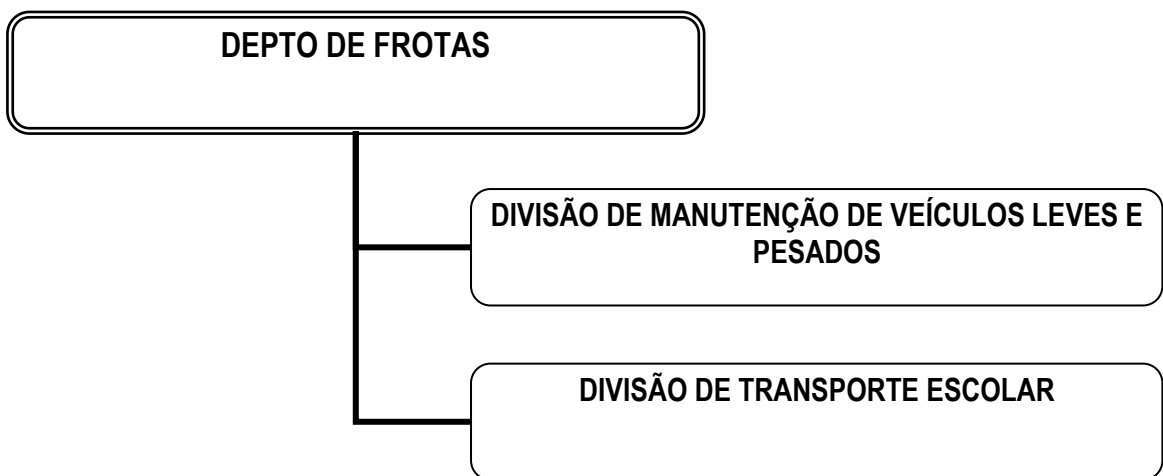 DEPTO DE FROTAS
DIVISÃO DE MANUTENÇÃO DE VEÍCULOS LEVES E
PESADOS
DIVISÃO DE TRANSPORTE ESCOLAR